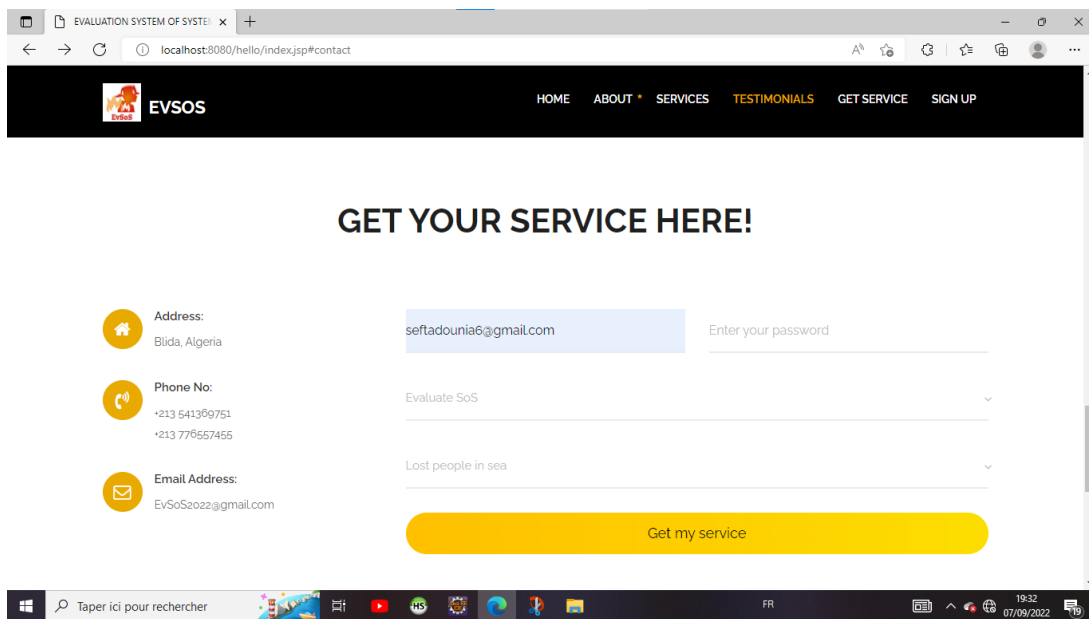 EVALUATION SYSTEM OF SYSTE
localhost:8080/hello/index.jsp#contact
EvSoS
EVSOS
HOME
ABOUT *
SERVICES
TESTIMONIALS
GET SERVICE
SIGN UP
GET YOUR SERVICE HERE!
Address:
Blida, Algeria
Phone No:
+213 541369751
+213 776557455
Email Address:
EvSoS2022@gmail.com
seftadounia6@gmail.com
Enter your password
Evaluate SoS
Lost people in sea
Get my service
Taper ici pour rechercher
HS
FR
19:32
07/09/2022
19